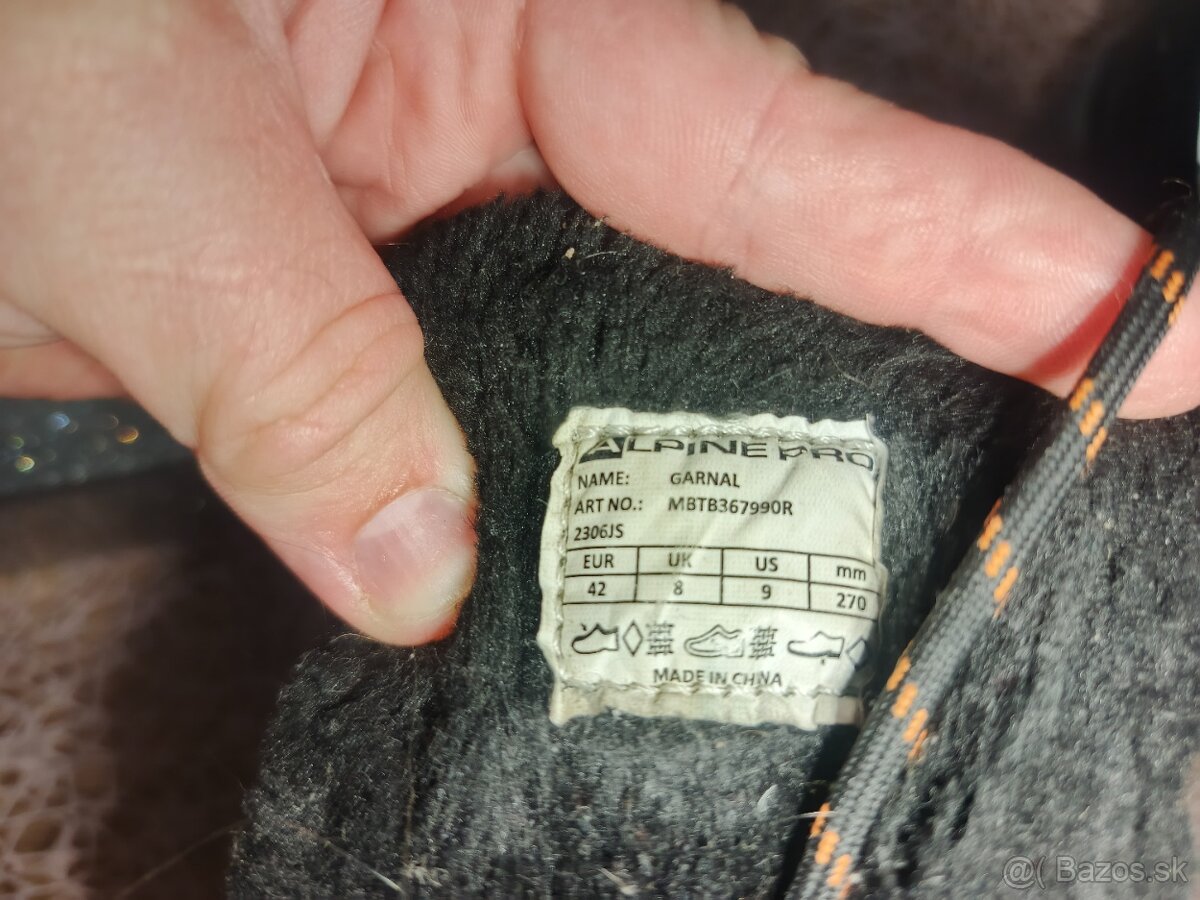 ALPINE PRO
NAME: GARNAL
ART NO.: MBTB367990R
2306JS
EUR UK US mm
42 8 9 270
MADE IN CHINA
@( Bazos.sk